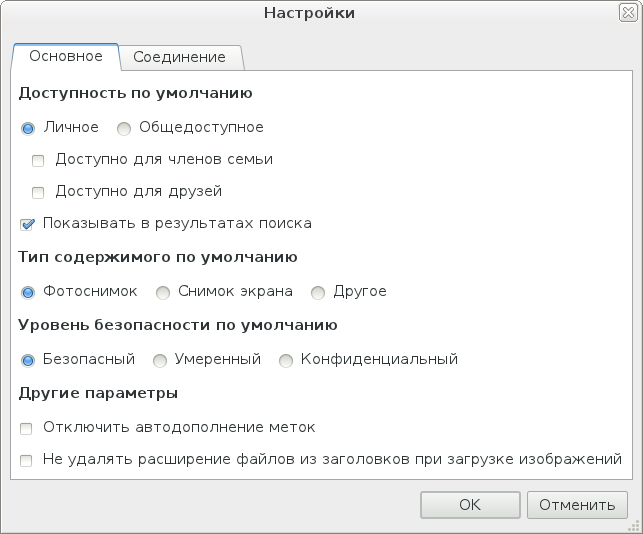 Настройки
Основное Соединение
Доступность по умолчанию
Личное Общедоступное
Доступно для членов семьи
Доступно для друзей
Показывать в результатах поиска
Тип содержимого по умолчанию
Фотоснимок Снимок экрана Другое
Уровень безопасности по умолчанию
Безопасный Умеренный Конфиденциальный
Другие параметры
Отключить автодополнение меток
Не удалять расширение файлов из заголовков при загрузке изображений
OK Отменить